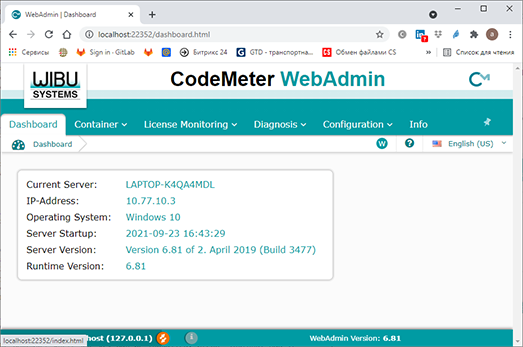 WebAdmin | Dashboard
localhost:22352/dashboard.html
Сервисы
Sign in · GitLab
Битрикс 24
GTD - транспортна...
Обмен файлами CS
»
Список для чтения
WIBU
SYSTEMS
CodeMeter WebAdmin
Dashboard Container License Monitoring Diagnosis Configuration Info
Dashboard
W
?
English (US)
Current Server: LAPTOP-K4QA4MDL
IP-Address: 10.77.10.3
Operating System: Windows 10
Server Startup: 2021-09-23 16:43:29
Server Version: Version 6.81 of 2. April 2019 (Build 3477)
Runtime Version: 6.81
localhost:22352/index.html
host (127.0.0.1)
WebAdmin Version: 6.81